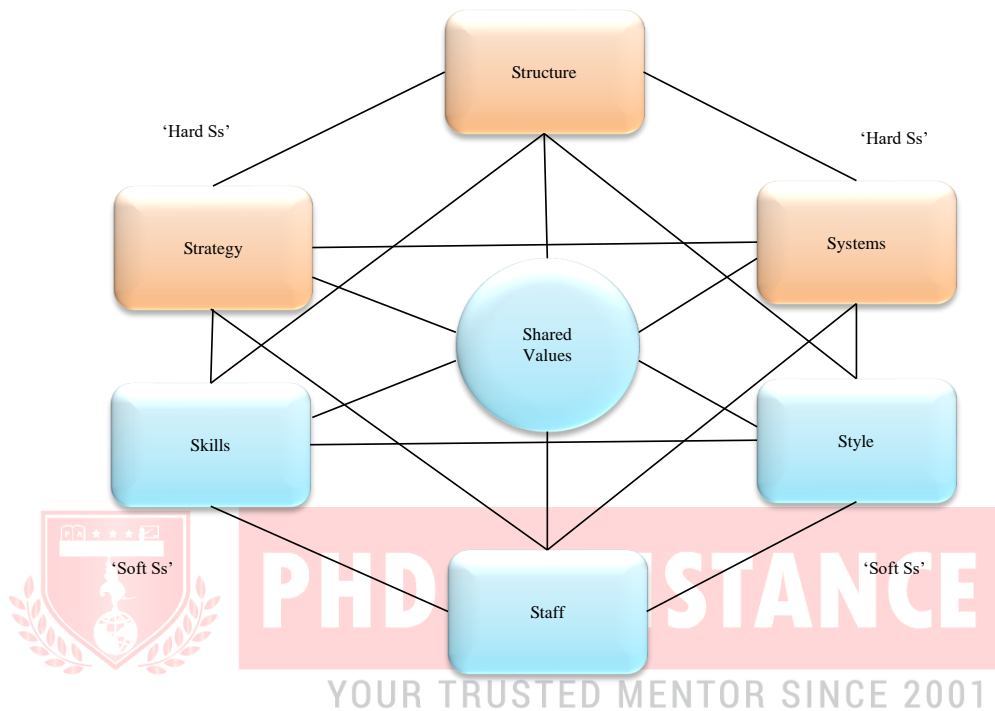 Structure
‘Hard Ss’
‘Hard Ss’
Strategy
Systems
Shared
Values
Skills
Style
‘Soft Ss’
‘Soft Ss’
Staff
PHD
STANCE
YOUR TRUSTED MENTOR SINCE 2001